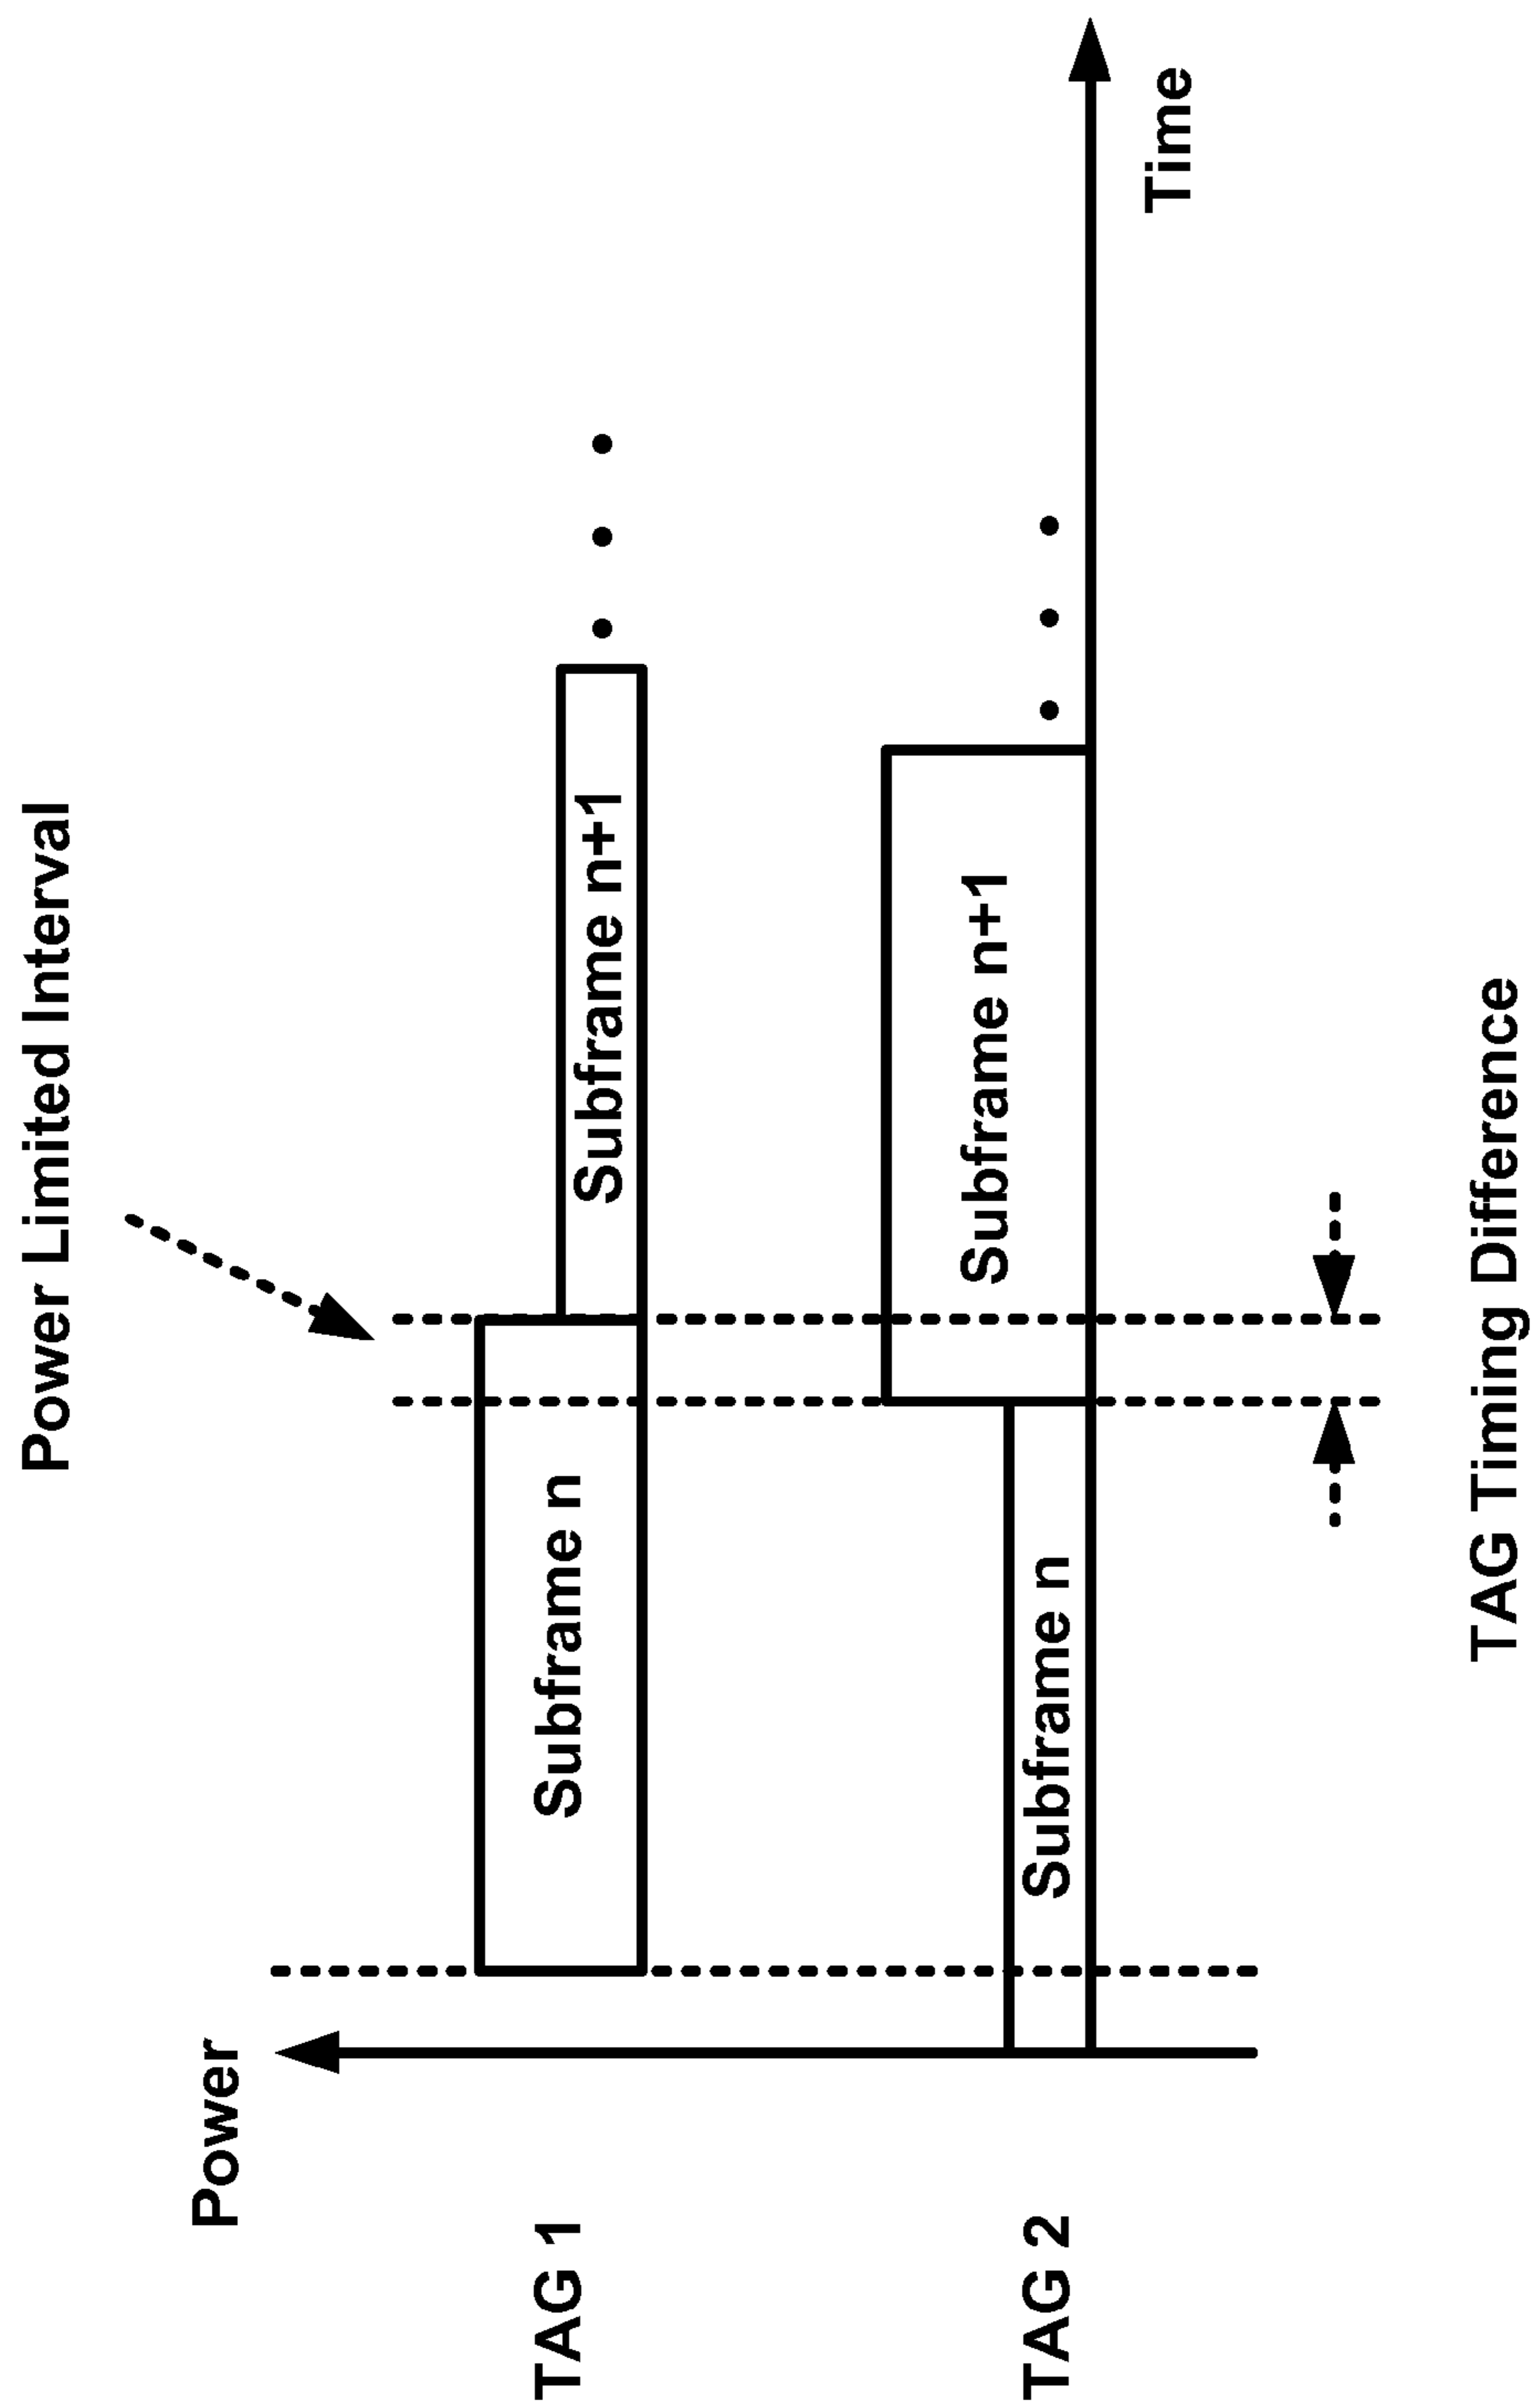 Power Limited Interval
Power
TAG 1
Subframe n
Subframe n+1
TAG 2
Subframe n
Subframe n+1
Time
TAG Timing Difference